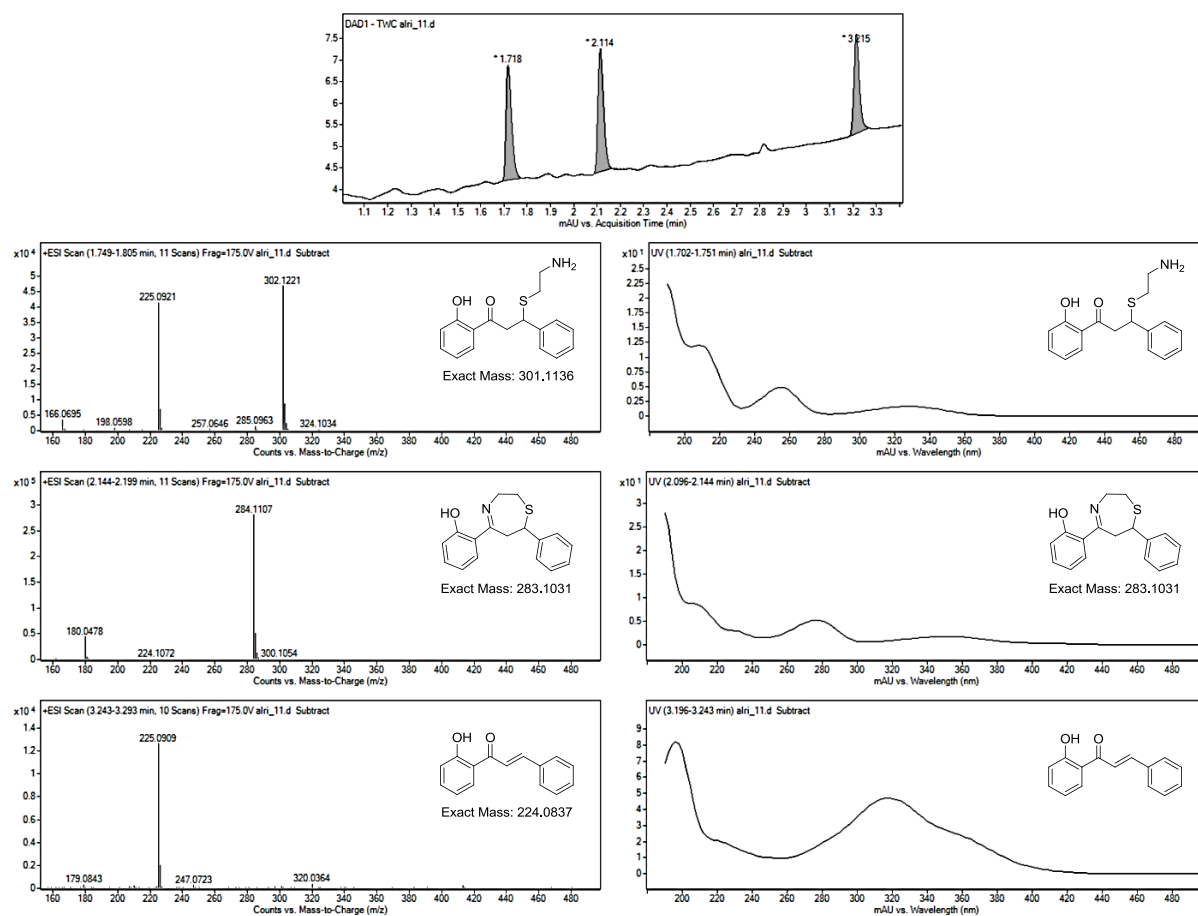 DAD1 - TWC alri_11.d
* 1.718
* 2.114
* 3.215
7.5
7
6.5
6
5.5
5
4.5
4
1.1 1.2 1.3 1.4 1.5 1.6 1.7 1.8 1.9 2 2.1 2.2 2.3 2.4 2.5 2.6 2.7 2.8 2.9 3 3.1 3.2 3.3
mAU vs. Acquisition Time (min)
x10 4
+ESI Scan (1.749-1.805 min, 11 Scans) Frag=175.0V alri_11.d Subtract
5
4.5
4
3.5
3
2.5
2
1.5
1
0.5
0
302.1221
225.0921
166.0695
198.0598
257.0646
285.0963
324.1034
NH2
S
OH
O
Exact Mass: 301.1136
160 180 200 220 240 260 280 300 320 340 360 380 400 420 440 460 480
Counts vs. Mass-to-Charge (m/z)
x10 1
UV (1.702-1.751 min) alri_11.d Subtract
2.5
2.25
2
1.75
1.5
1.25
1
0.75
0.5
0.25
0
NH2
S
OH
O
200 220 240 260 280 300 320 340 360 380 400 420 440 460 480
mAU vs. Wavelength (nm)
x10 5
+ESI Scan (2.144-2.199 min, 11 Scans) Frag=175.0V alri_11.d Subtract
3
2.5
2
1.5
1
0.5
0
284.1107
180.0478
224.1072
300.1054
N
S
HO
Exact Mass: 283.1031
160 180 200 220 240 260 280 300 320 340 360 380 400 420 440 460 480
Counts vs. Mass-to-Charge (m/z)
x10 1
UV (2.096-2.144 min) alri_11.d Subtract
3
2.5
2
1.5
1
0.5
0
N
S
HO
Exact Mass: 283.1031
200 220 240 260 280 300 320 340 360 380 400 420 440 460 480
mAU vs. Wavelength (nm)
x10 4
+ESI Scan (3.243-3.293 min, 10 Scans) Frag=175.0V alri_11.d Subtract
1.4
1.2
1
0.8
0.6
0.4
0.2
0
225.0909
179.0843
247.0723
320.0364
OH
O
Exact Mass: 224.0837
160 180 200 220 240 260 280 300 320 340 360 380 400 420 440 460 480
Counts vs. Mass-to-Charge (m/z)
UV (3.196-3.243 min) alri_11.d Subtract
9
8
7
6
5
4
3
2
1
0
OH
O
200 220 240 260 280 300 320 340 360 380 400 420 440 460 480
mAU vs. Wavelength (nm)